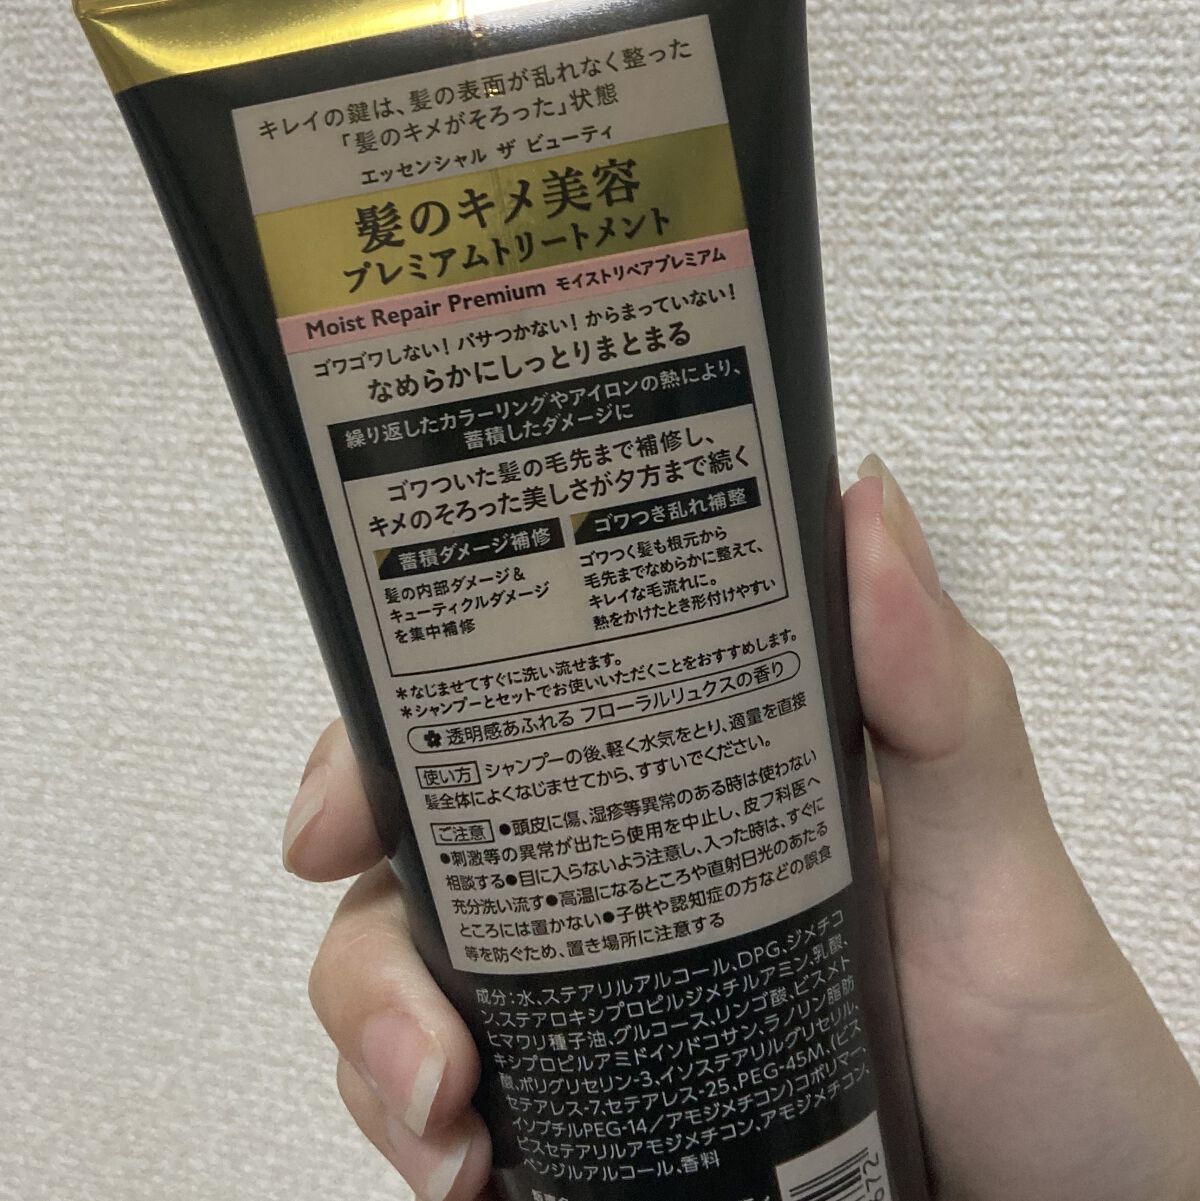 キレイの鍵は、髪の表面が乱れなく整った
「髪のキメがそろった」状態
エッセンシャル ザ ビューティ
髪のキメ美容
プレミアムトリートメント
Moist Repair Premium モイストリペアプレミアム
ゴワゴワしない！パサつかない！からまっていない！
なめらかにしっとりまとまる
繰り返したカラーリングやアイロンの熱により、
蓄積したダメージに
ゴワついた髪の毛先まで補修し、
キメのそろった美しさが夕方まで続く
蓄積ダメージ補修
髪の内部ダメージ&
キューティクルダメージ
を集中補修
ゴワつき乱れ補整
ゴワつく髪も根元から
毛先までなめらかに整えて、
キレイな毛流れに。
熱をかけたとき形付けやすい
＊なじませてすぐに洗い流せます。
＊シャンプーとセットでお使いいただくことをおすすめします。
透明感あふれる フローラルリュクスの香り
使い方 シャンプーの後、軽く水気をとり、適量を直接
髪全体によくなじませてから、すすいでください。
ご注意 ●頭皮に傷、湿疹等異常のある時は使わない
●刺激等の異常が出たら使用を中止し、皮フ科医へ
相談する●目に入らないよう注意し、入った時は、すぐに
充分洗い流す●高温になるところや直射日光のあたる
ところには置かない●子供や認知症の方などの誤食
等を防ぐため、置き場所に注意する
成分：水、ステアリルアルコール、DPG、ジメチコ
ン、ステアロキシプロピルジメチルアミン、乳酸、
ヒマワリ種子油、グルコース、リンゴ酸、ビスメト
キシプロピルアミドイソドコサン、ラノリン脂肪
酸、ポリグリセリン-3、イソステアリルグリセリル、
セテアレス-7、セテアレス-25、PEG-45M、(ビス
イソブチルPEG-14／アモジメチコン)コポリマー、
ビスセテアリルアモジメチコン、アモジメチコン、
ベンジルアルコール、香料